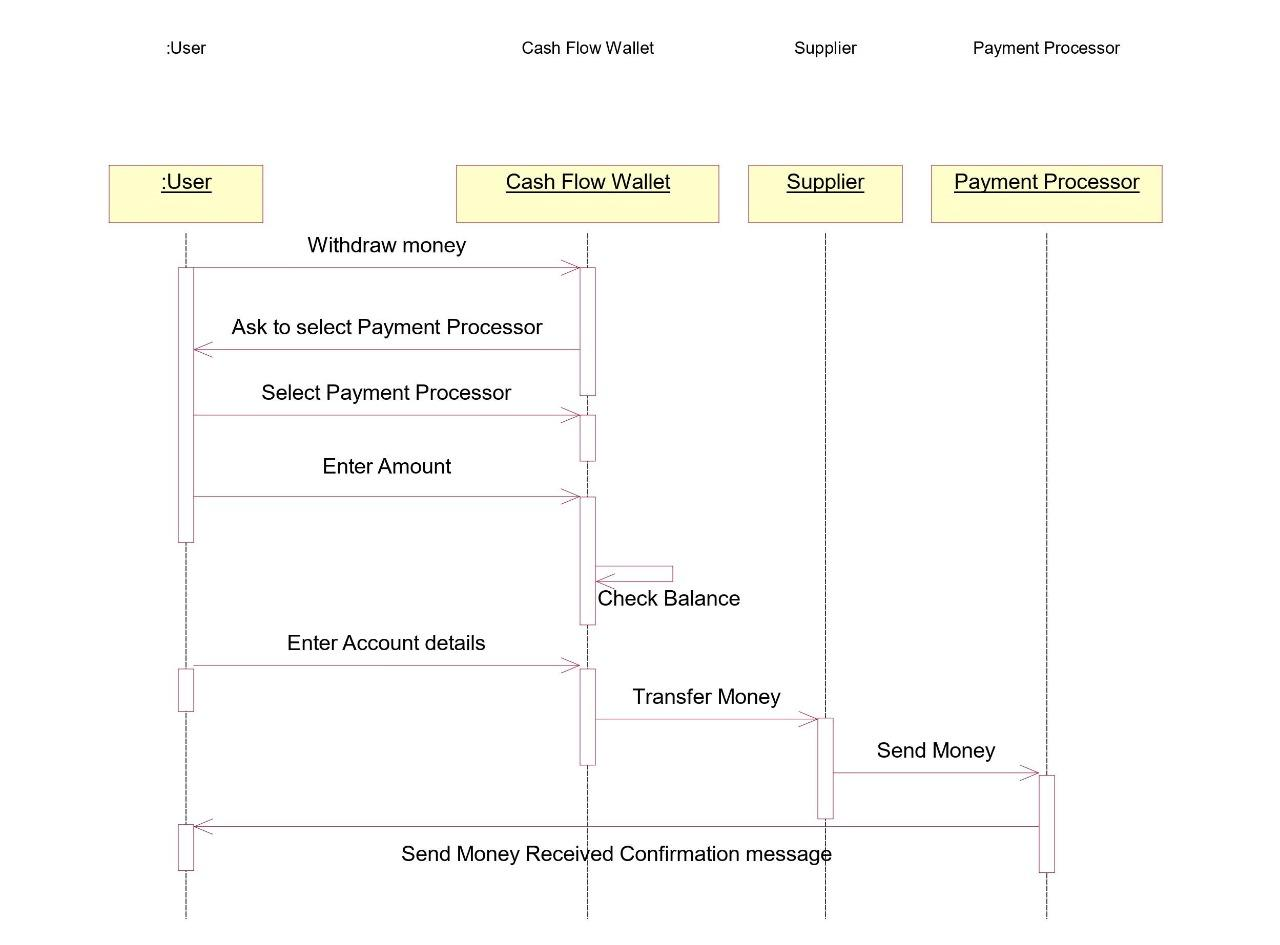 :User
Cash Flow Wallet
Supplier
Payment Processor
:User
Cash Flow Wallet
Supplier
Payment Processor
Withdraw money
Ask to select Payment Processor
Select Payment Processor
Enter Amount
Check Balance
Enter Account details
Transfer Money
Send Money
Send Money Received Confirmation message